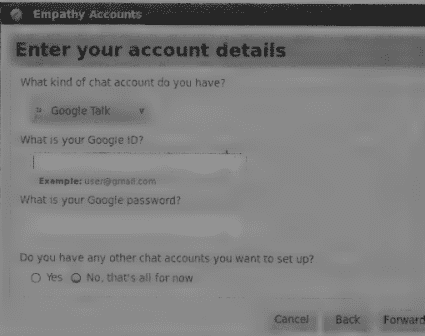 Empathy Accounts
Enter your account details
What kind of chat account do you have?
Google Talk
What is your Google ID?
Example: user@gmail.com
What is your Google password?
Do you have any other chat accounts you want to set up?
Yes No, that's all for now
Cancel Back Forward